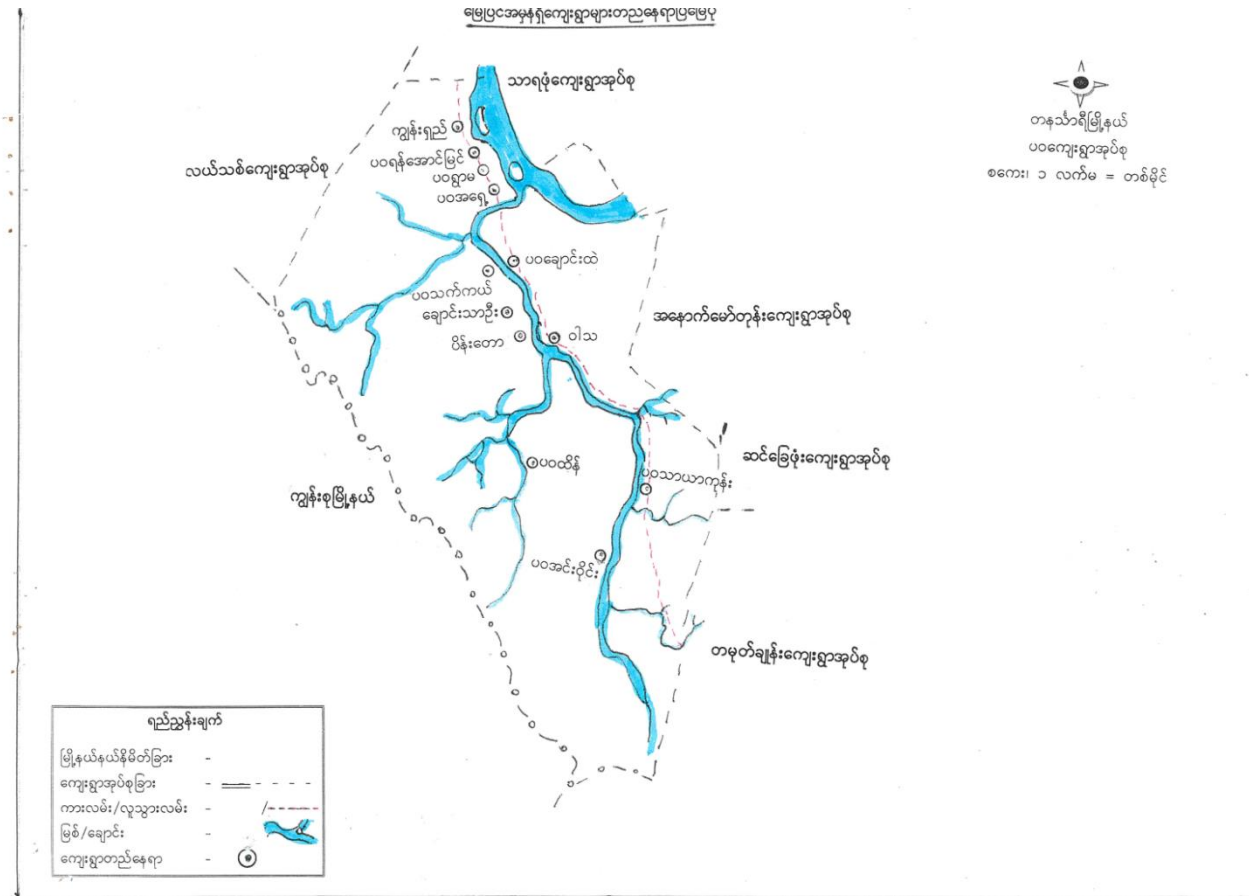 မြေပြင်အမှန်ရှိကျေးရွာများတည်နေရာပြမြေပုံ
သာရဖုံကျေးရွာအုပ်စု
တနင်္သာရီမြို့နယ်
ပဝကျေးရွာအုပ်စု
စကေး၊ ၁ လက်မ = တစ်မိုင်
ကျွန်းရှည်
ပဝရန်အောင်မြင်
ပဝရွာမ
ပဝအရှေ့
လယ်သစ်ကျေးရွာအုပ်စု
ပဝချောင်းထဲ
ပဝသက်ကယ်
ချောင်းသာဦး
ပိန်းတော
ဝါသ
အနောက်မော်တုန်းကျေးရွာအုပ်စု
ဆင်ခြေဖုံးကျေးရွာအုပ်စု
ပဝထိန်
ပဝသာယာကုန်း
ကျွန်းစုမြို့နယ်
ပဝအင်းဝိုင်း
တမုတ်ချွန်းကျေးရွာအုပ်စု
ရည်ညွှန်းချက်
မြို့နယ်နယ်နိမိတ်ခြား -
ကျေးရွာအုပ်စုခြား -
ကားလမ်း/လူသွားလမ်း - /
မြစ်/ချောင်း -
ကျေးရွာတည်နေရာ -